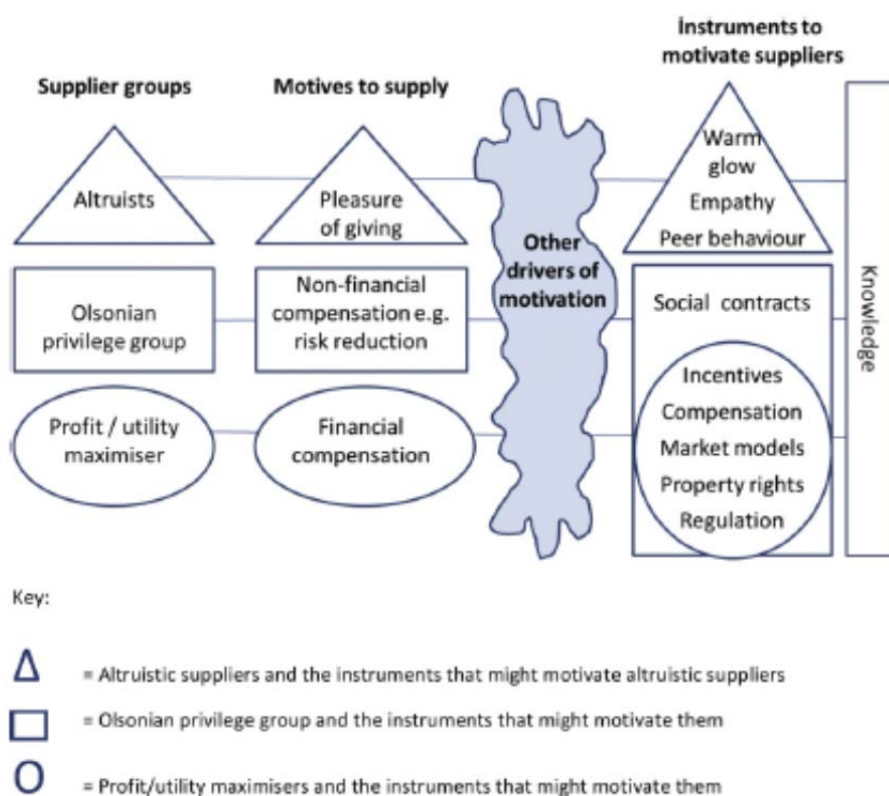 Supplier groups
Motives to supply
Instruments to
motivate suppliers
Altruists
Pleasure
of giving
Other
drivers of
motivation
Warm
glow
Empathy
Peer behaviour
Olsonian
privilege group
Non-financial
compensation e.g.
risk reduction
Social contracts
Profit / utility
maximiser
Financial
compensation
Incentives
Compensation
Market models
Property rights
Regulation
Knowledge
Key:
Δ = Altruistic suppliers and the instruments that might motivate altruistic suppliers
= Olsonian privilege group and the instruments that might motivate them
O = Profit/utility maximisers and the instruments that might motivate them